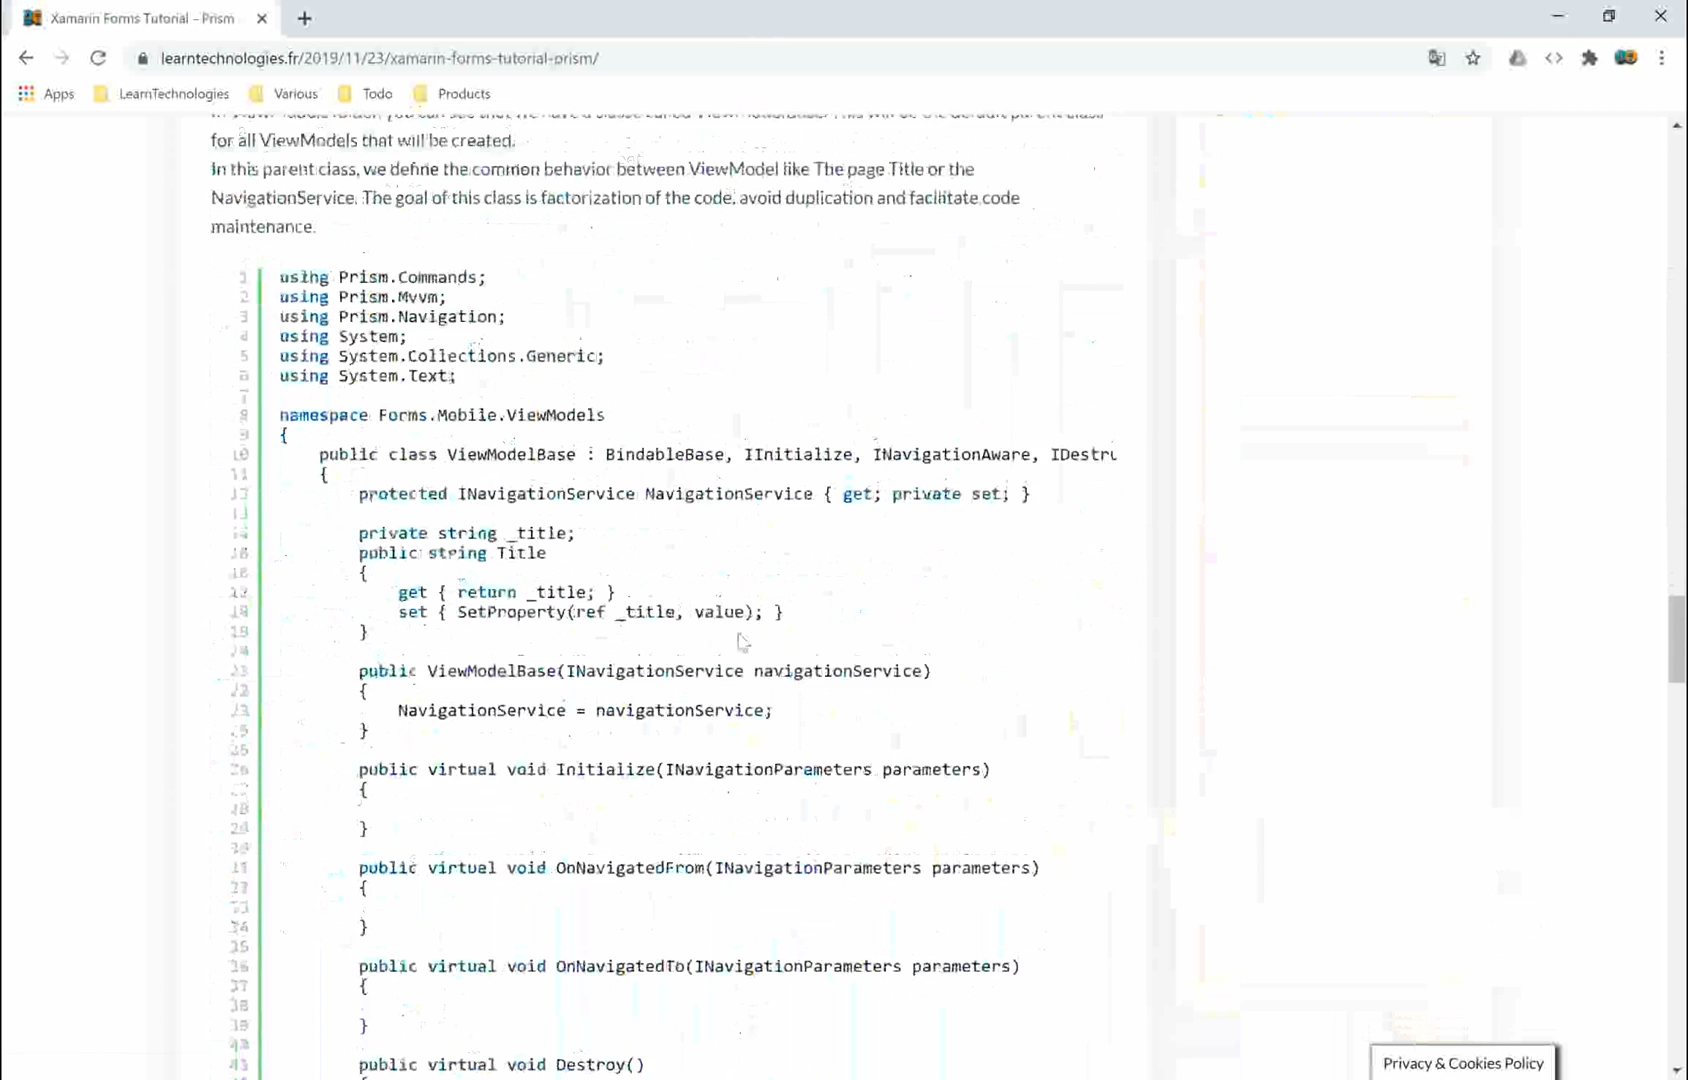 Xamarin Forms Tutorial – Prism
learntechnologies.fr/2019/11/23/xamarin-forms-tutorial-prism/
Apps LearnTechnologies Various Todo Products
for all ViewModels that will be created.
In this parent class, we define the common behavior between ViewModel like The page Title or the
NavigationService. The goal of this class is factorization of the code, avoid duplication and facilitate code
maintenance.
using Prism.Commands;
using Prism.Mvvm;
using Prism.Navigation;
using System;
using System.Collections.Generic;
using System.Text;
namespace Forms.Mobile.ViewModels
{
public class ViewModelBase : BindableBase, IInitialize, INavigationAware, IDestru
{
protected INavigationService NavigationService { get; private set; }
private string _title;
public string Title
{
get { return _title; }
set { SetProperty(ref _title, value); }
}
public ViewModelBase(INavigationService navigationService)
{
NavigationService = navigationService;
}
public virtual void Initialize(INavigationParameters parameters)
{
}
public virtual void OnNavigatedFrom(INavigationParameters parameters)
{
}
public virtual void OnNavigatedTo(INavigationParameters parameters)
{
}
public virtual void Destroy()
Privacy & Cookies Policy